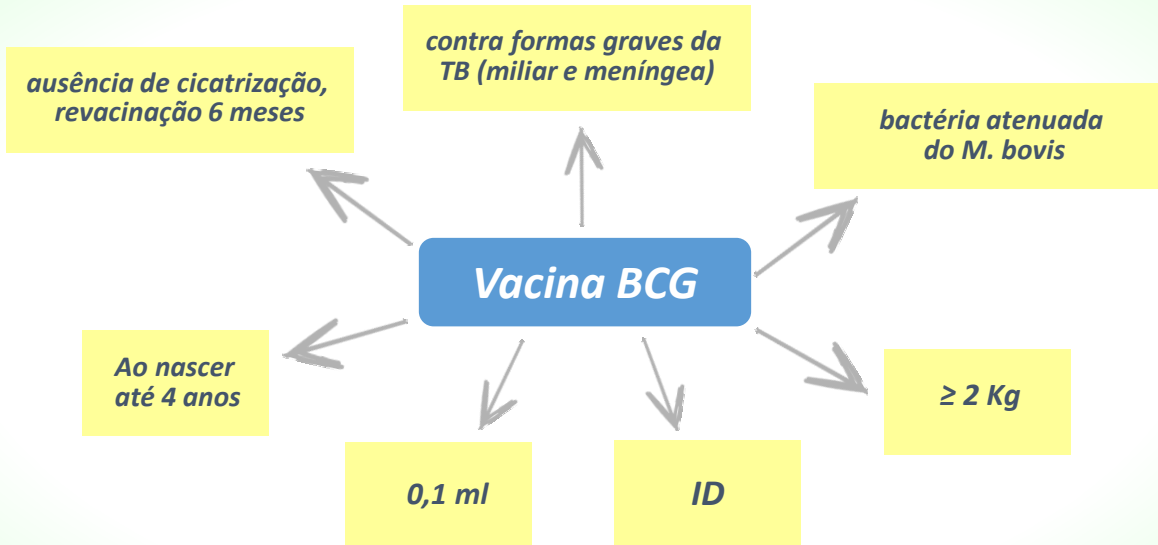 contra formas graves da
TB (miliar e meníngea)
ausência de cicatrização,
revacinação 6 meses
bactéria atenuada
do M. bovis
Vacina BCG
Ao nascer
até 4 anos
≥ 2 Kg
0,1 ml
ID